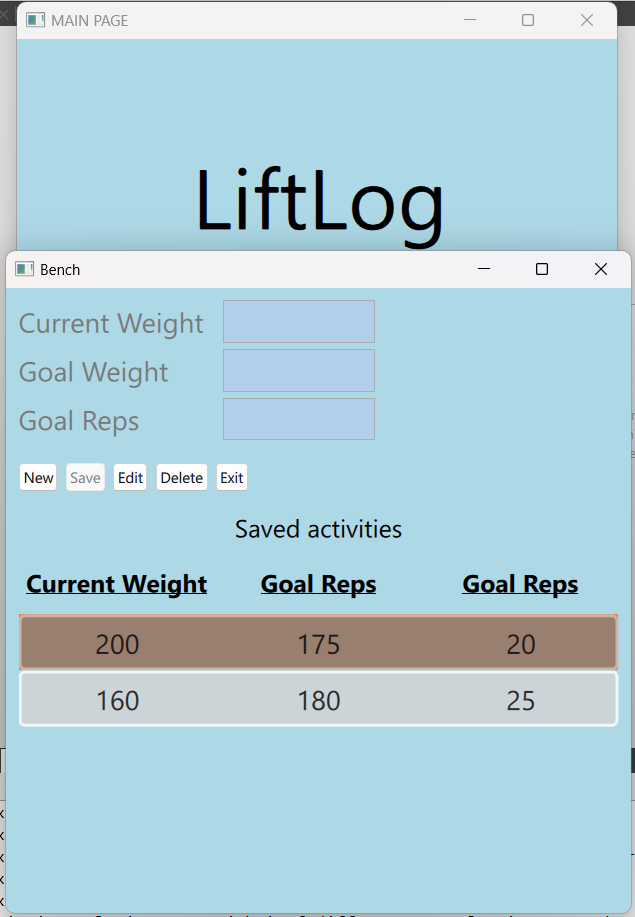 MAIN PAGE
LiftLog
Bench
Current Weight
Goal Weight
Goal Reps
New Save Edit Delete Exit
Saved activities
Current Weight Goal Reps Goal Reps
200 175 20
160 180 25